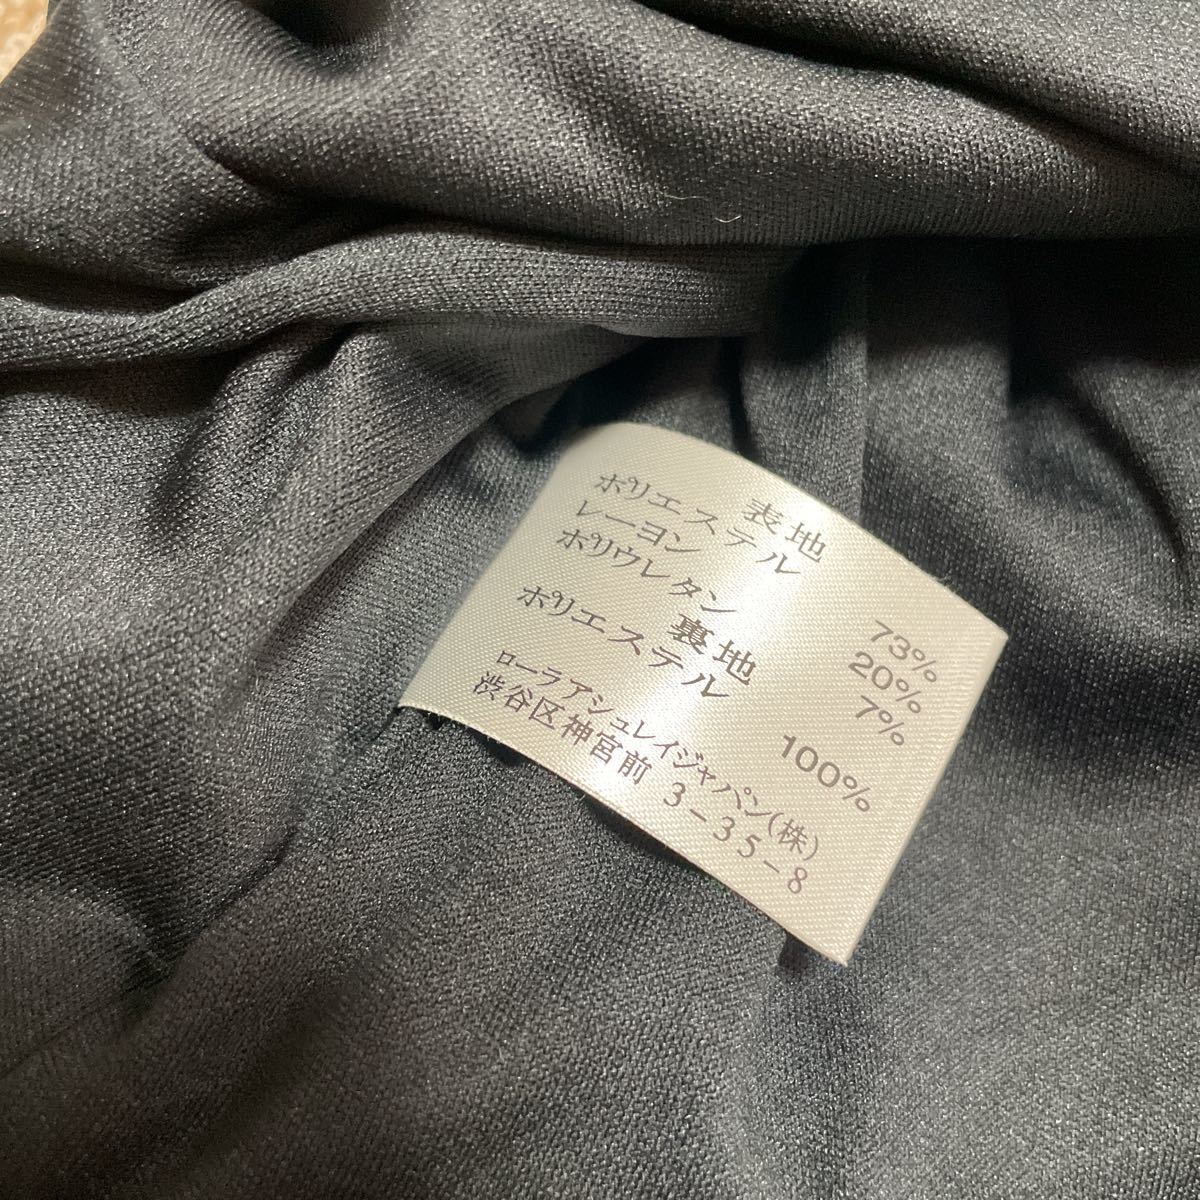 表地
ポリエステル 73%
レーヨン 20%
ポリウレタン 7%
裏地
ポリエステル 100%
ローラアシュレイジャパン(株)
渋谷区神宮前 3-35-8